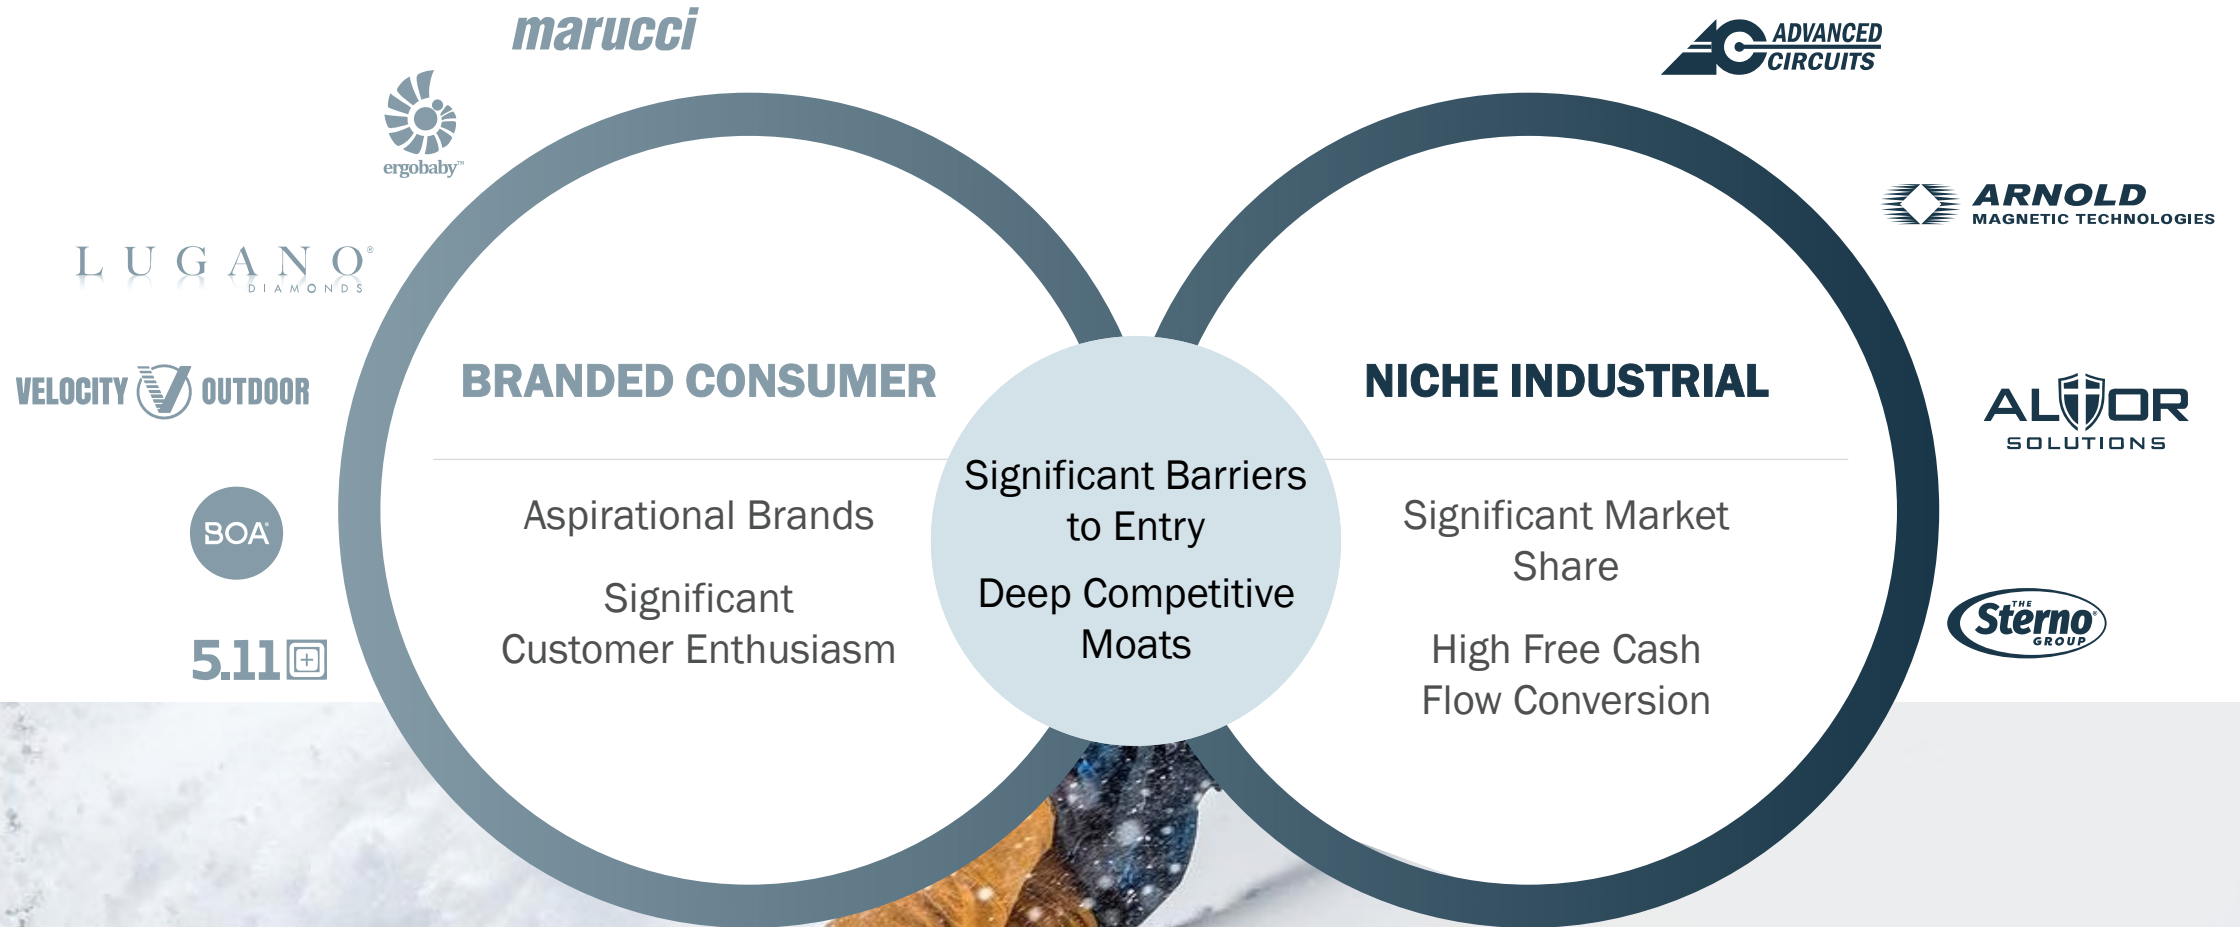 marucci
ergobaby™
LUGANO®
DIAMONDS
VELOCITY V OUTDOOR
BOA®
5.11
BRANDED CONSUMER
Aspirational Brands
Significant
Customer Enthusiasm
Significant Barriers
to Entry
Deep Competitive
Moats
NICHE INDUSTRIAL
Significant Market
Share
High Free Cash
Flow Conversion
AC ADVANCED
CIRCUITS
ARNOLD
MAGNETIC TECHNOLOGIES
ALTOR
SOLUTIONS
THE
Sterno®
GROUP